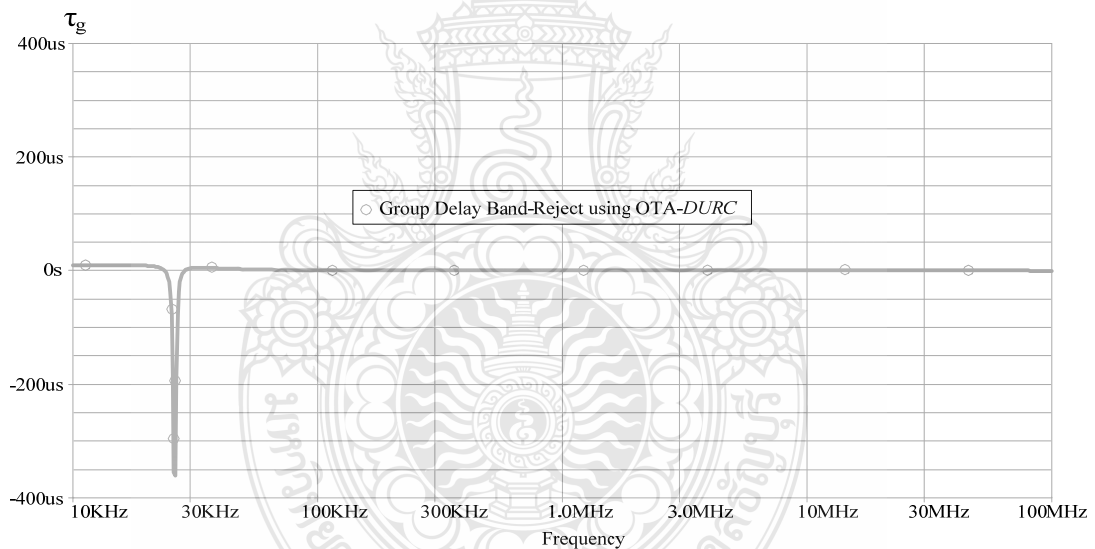 τg
400us
200us
Group Delay Band-Reject using OTA-DURC
0s
-200us
-400us
10KHz 30KHz 100KHz 300KHz 1.0MHz 3.0MHz 10MHz 30MHz 100MHz
Frequency